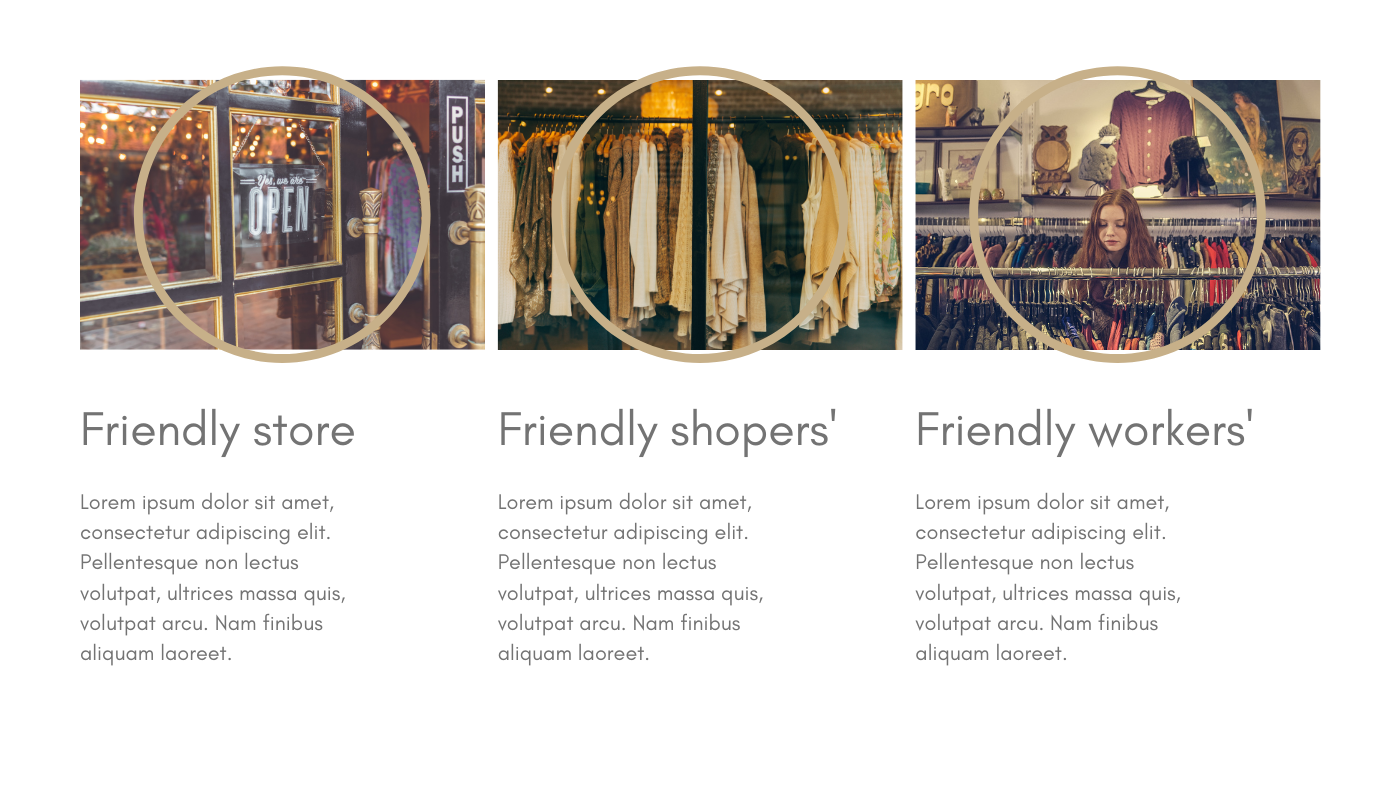 Yes, we are
OPEN
PUSH
gro
Friendly store
Lorem ipsum dolor sit amet,
consectetur adipiscing elit.
Pellentesque non lectus
volutpat, ultrices massa quis,
volutpat arcu. Nam finibus
aliquam laoreet.
Friendly shopers'
Lorem ipsum dolor sit amet,
consectetur adipiscing elit.
Pellentesque non lectus
volutpat, ultrices massa quis,
volutpat arcu. Nam finibus
aliquam laoreet.
Friendly workers'
Lorem ipsum dolor sit amet,
consectetur adipiscing elit.
Pellentesque non lectus
volutpat, ultrices massa quis,
volutpat arcu. Nam finibus
aliquam laoreet.